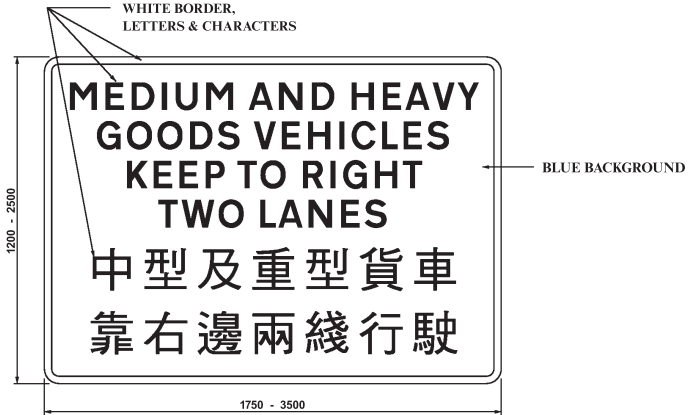 WHITE BORDER,
LETTERS & CHARACTERS
MEDIUM AND HEAVY
GOODS VEHICLES
KEEP TO RIGHT
TWO LANES
中型及重型貨車
靠右邊兩綫行駛
BLUE BACKGROUND
1200 - 2500
1750 - 3500